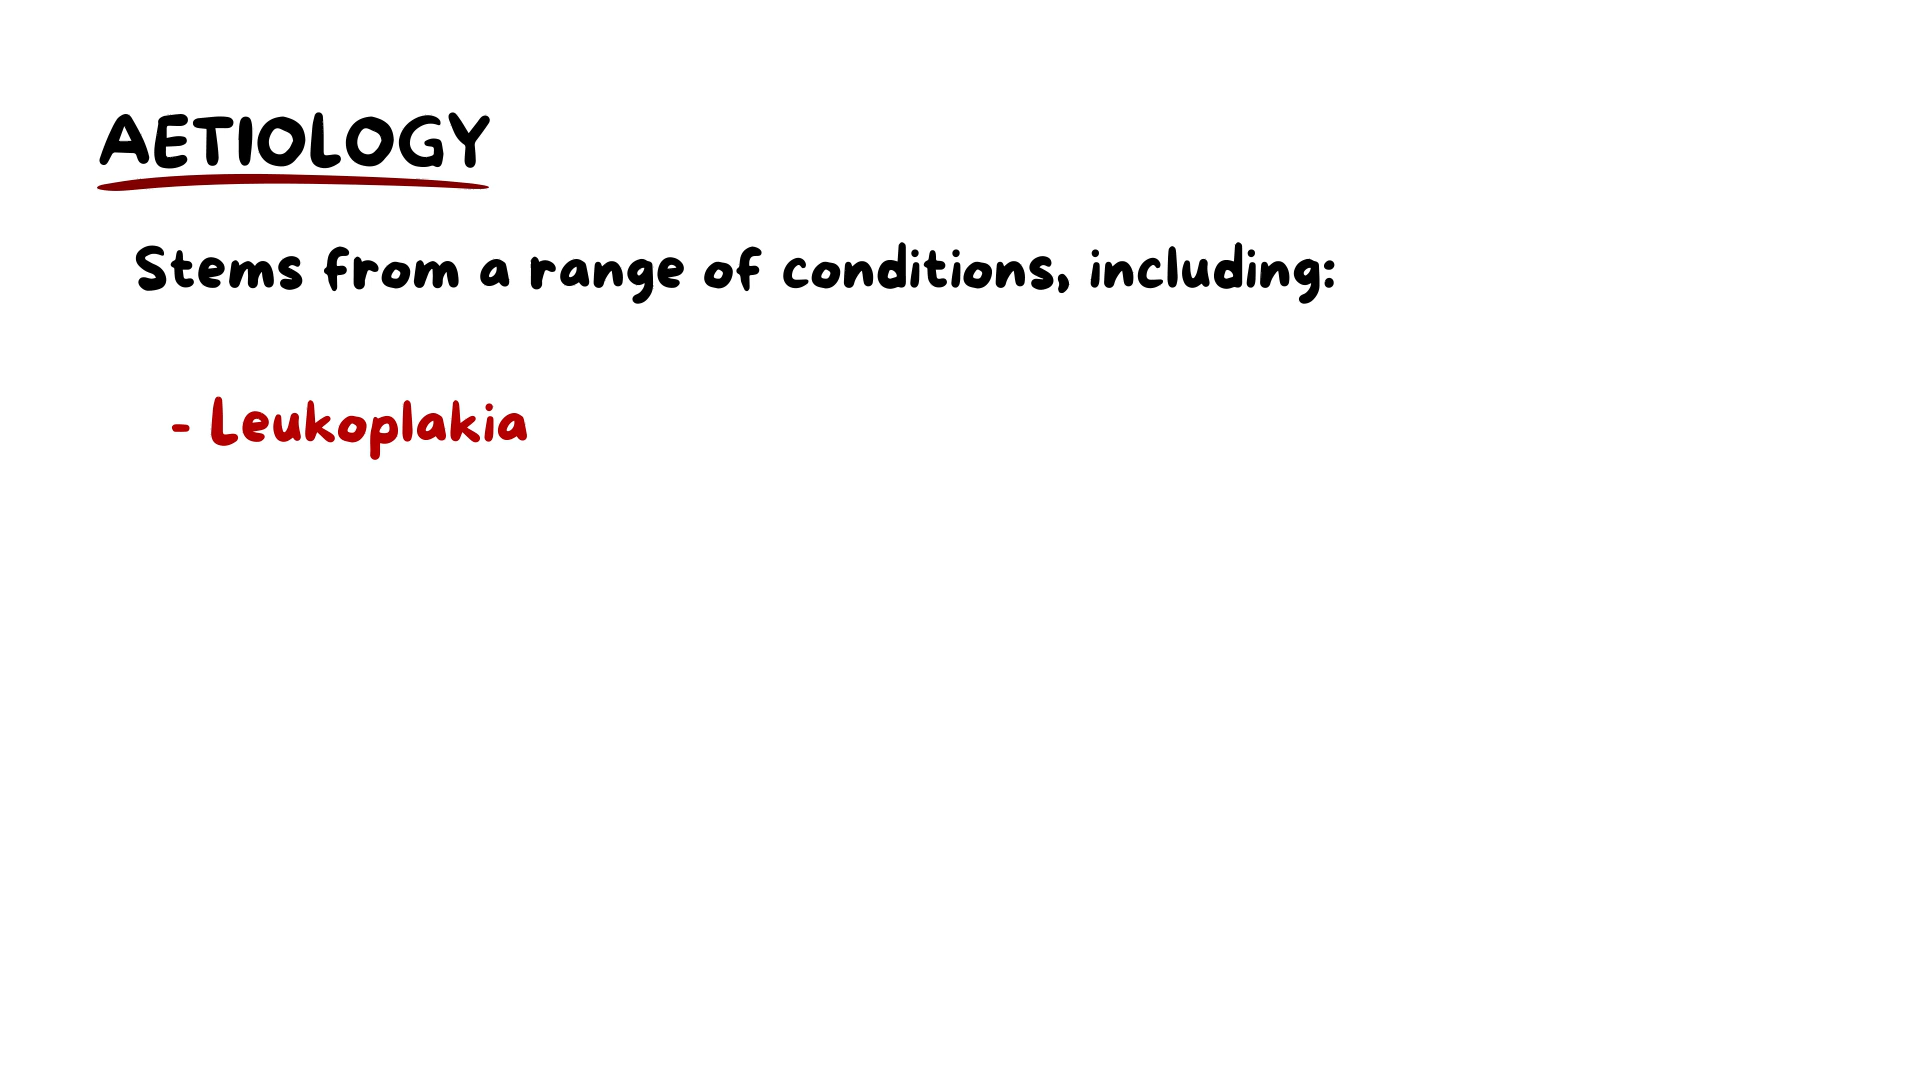 AETIOLOGY
Stems from a range of conditions, including:
- Leukoplakia